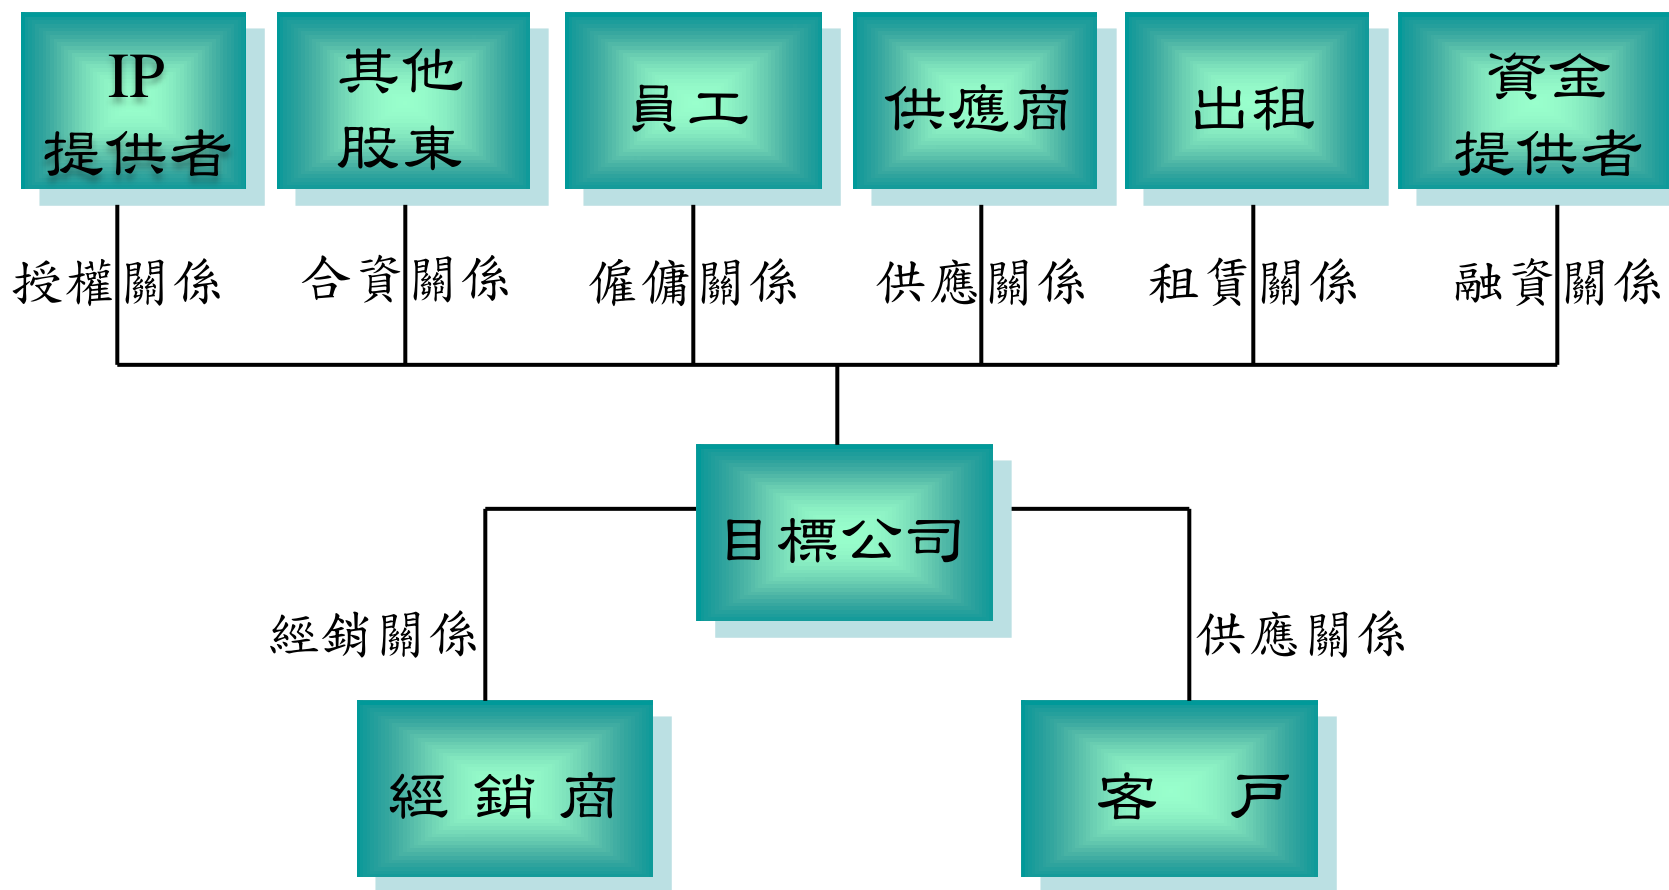 IP
提供者
其他
股東
員工
供應商
出租
資金
提供者
授權關係
合資關係
僱傭關係
供應關係
租賃關係
融資關係
目標公司
經銷關係
供應關係
經銷商
客戶